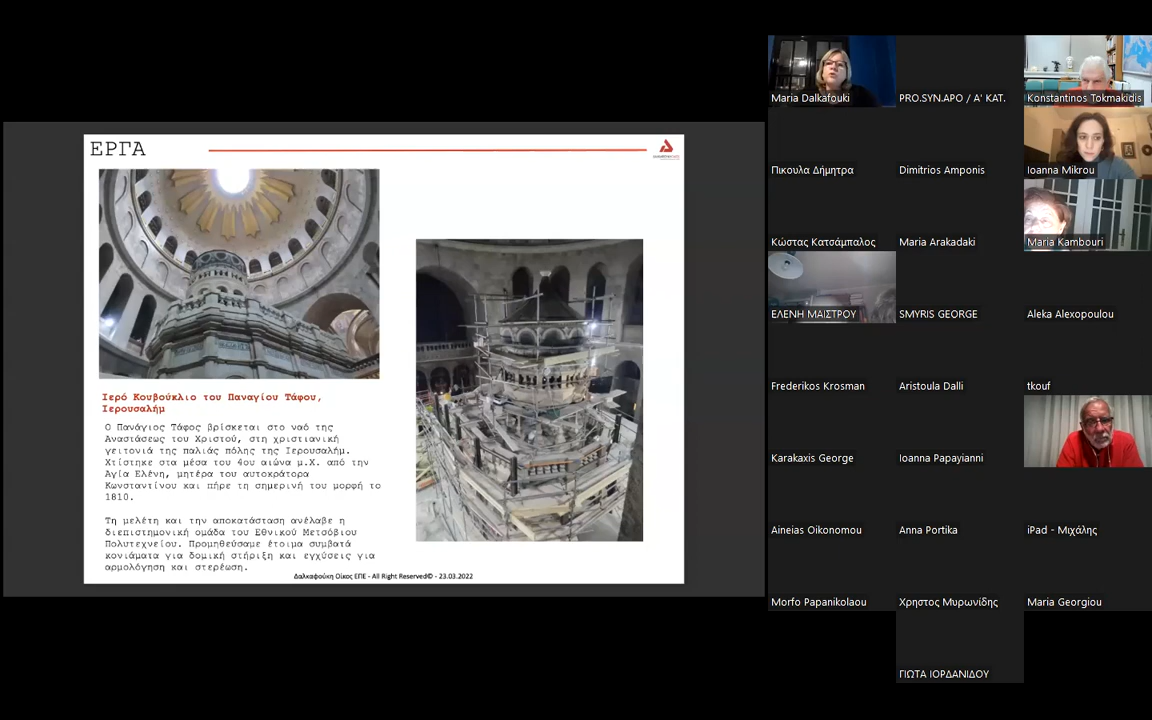 ΕΡΓΑ
Ιερό Κουβούκλιο του Παναγίου Τάφου,
Ιερουσαλήμ
Ο Πανάγιος Τάφος βρίσκεται στο ναό της
Αναστάσεως του Χριστού, στη χριστιανική
γειτονιά της παλιάς πόλης της Ιερουσαλήμ.
Χτίστηκε στα μέσα του 4ου αιώνα μ.Χ. από την
Αγία Ελένη, μητέρα του αυτοκράτορα
Κωνσταντίνου και πήρε τη σημερινή του μορφή το
1810.
Τη μελέτη και την αποκατάσταση ανέλαβε η
διεπιστημονική ομάδα του Εθνικού Μετσόβιου
Πολυτεχνείου. Προμηθεύσαμε έτοιμα συμβατά
κονιάματα για δομική στήριξη και εγχύσεις για
αρμολόγηση και στερέωση.
Δαλκαφούκη Οίκος ΕΠΕ - All Right Reserved© - 23.03.2022
Maria Dalkafouki
PRO.SYN.APO / A' KAT.
Konstantinos Tokmakidis
Πικουλα Δήμητρα
Dimitrios Amponis
Ioanna Mikrou
Κώστας Κατσάμπαλος
Maria Arakadaki
Maria Kambouri
ΕΛΕΝΗ ΜΑΙΣΤΡΟΥ
SMYRIS GEORGE
Aleka Alexopoulou
Frederikos Krosman
Aristoula Dalli
tkouf
Karakaxis George
Ioanna Papayianni
Aineias Oikonomou
Anna Portika
iPad - Μιχάλης
Morfo Papanikolaou
Χρηστος Μυρωνίδης
Maria Georgiou
ΓΙΩΤΑ ΙΟΡΔΑΝΙΔΟΥ